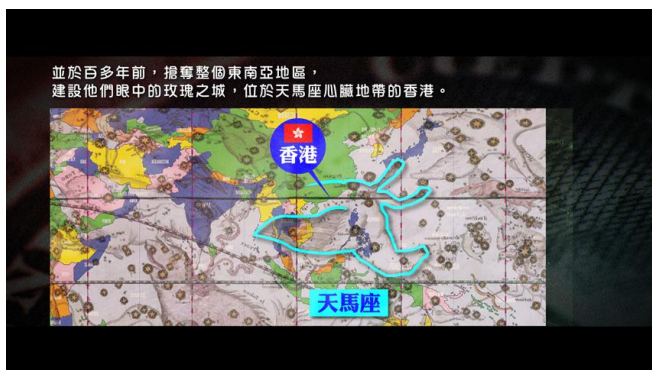 並於百多年前，搶奪整個東南亞地區，
建設他們眼中的玫瑰之城，位於天馬座心臟地帶的香港。
香港
天馬座